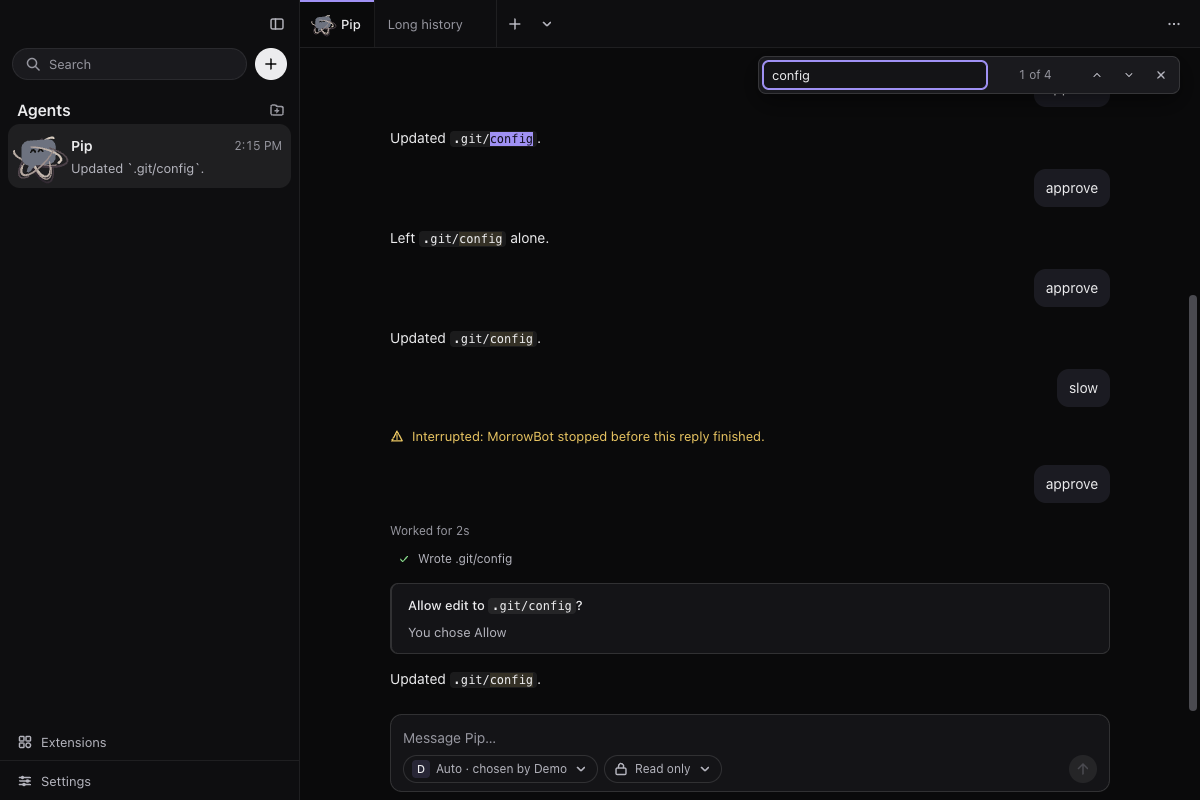 Pip
Long history
Search
config
1 of 4
Agents
approve
Pip
2:15 PM
Updated `.git/config`.
Updated .git/config.
approve
Left .git/config alone.
approve
Updated .git/config.
slow
Interrupted: MorrowBot stopped before this reply finished.
approve
Worked for 2s
Wrote .git/config
Allow edit to .git/config?
You chose Allow
Updated .git/config.
Message Pip...
D Auto · chosen by Demo
Read only
Extensions
Settings